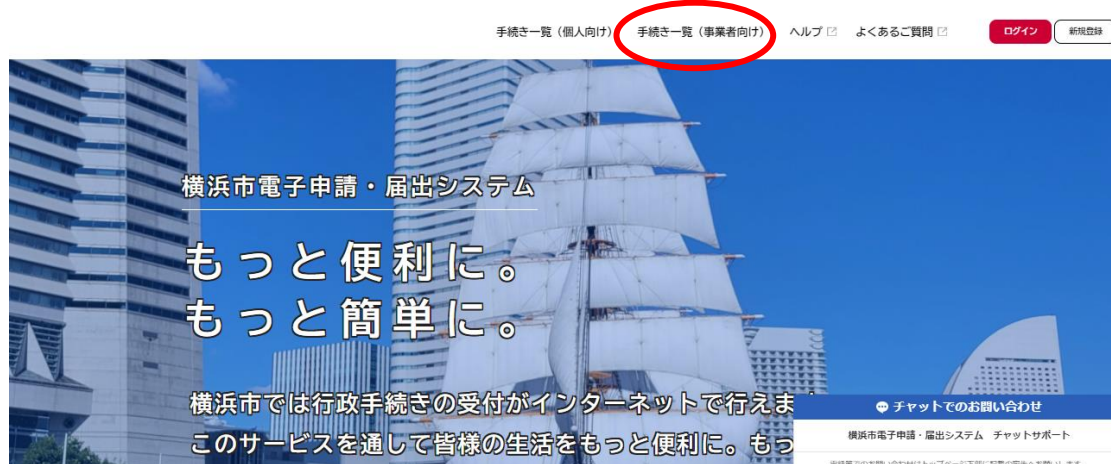 手続き一覧（個人向け） 手続き一覧（事業者向け） ヘルプ よくあるご質問 ログイン 新規登録
横浜市電子申請・届出システム
もっと便利に。
もっと簡単に。
横浜市では行政手続きの受付がインターネットで行えま
このサービスを通して皆様の生活をもっと便利に。もっ
チャットでのお問い合わせ
横浜市電子申請・届出システム チャットサポート